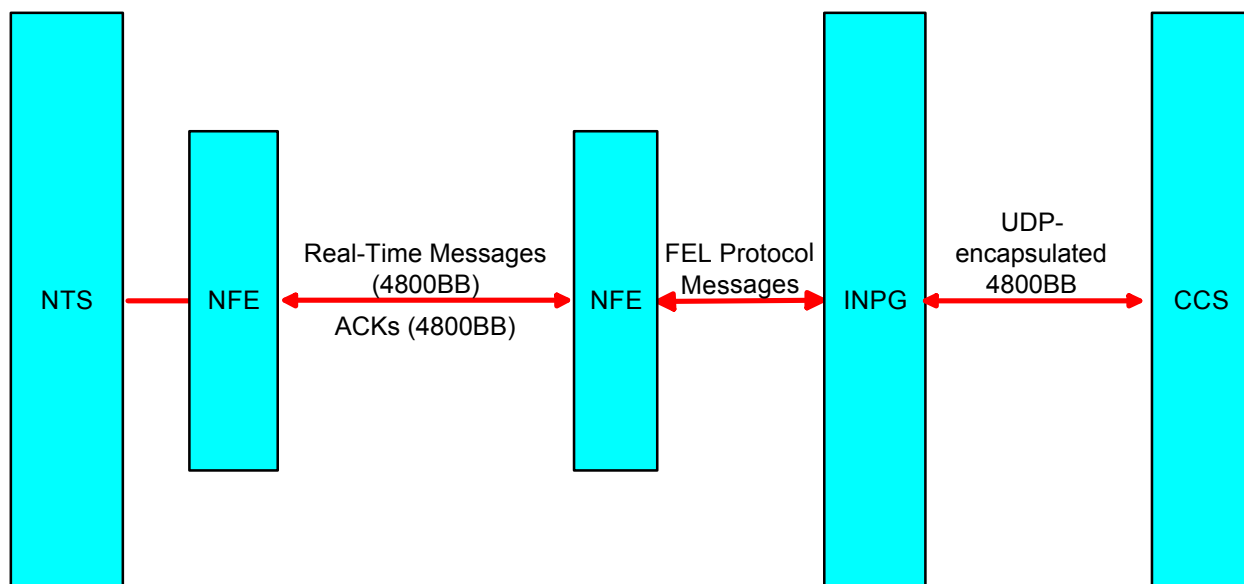 NTS
NFE
Real-Time Messages
(4800BB)
ACKs (4800BB)
NFE
FEL Protocol
Messages
INPG
UDP-
encapsulated
4800BB
CCS